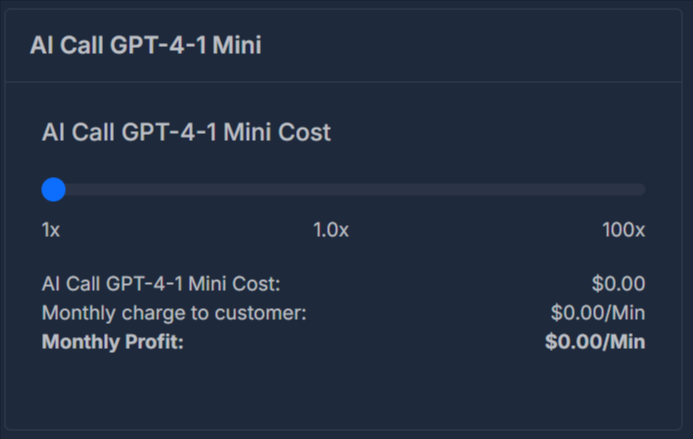 AI Call GPT-4-1 Mini
AI Call GPT-4-1 Mini Cost
1x 1.0x 100x
AI Call GPT-4-1 Mini Cost: $0.00
Monthly charge to customer: $0.00/Min
Monthly Profit: $0.00/Min